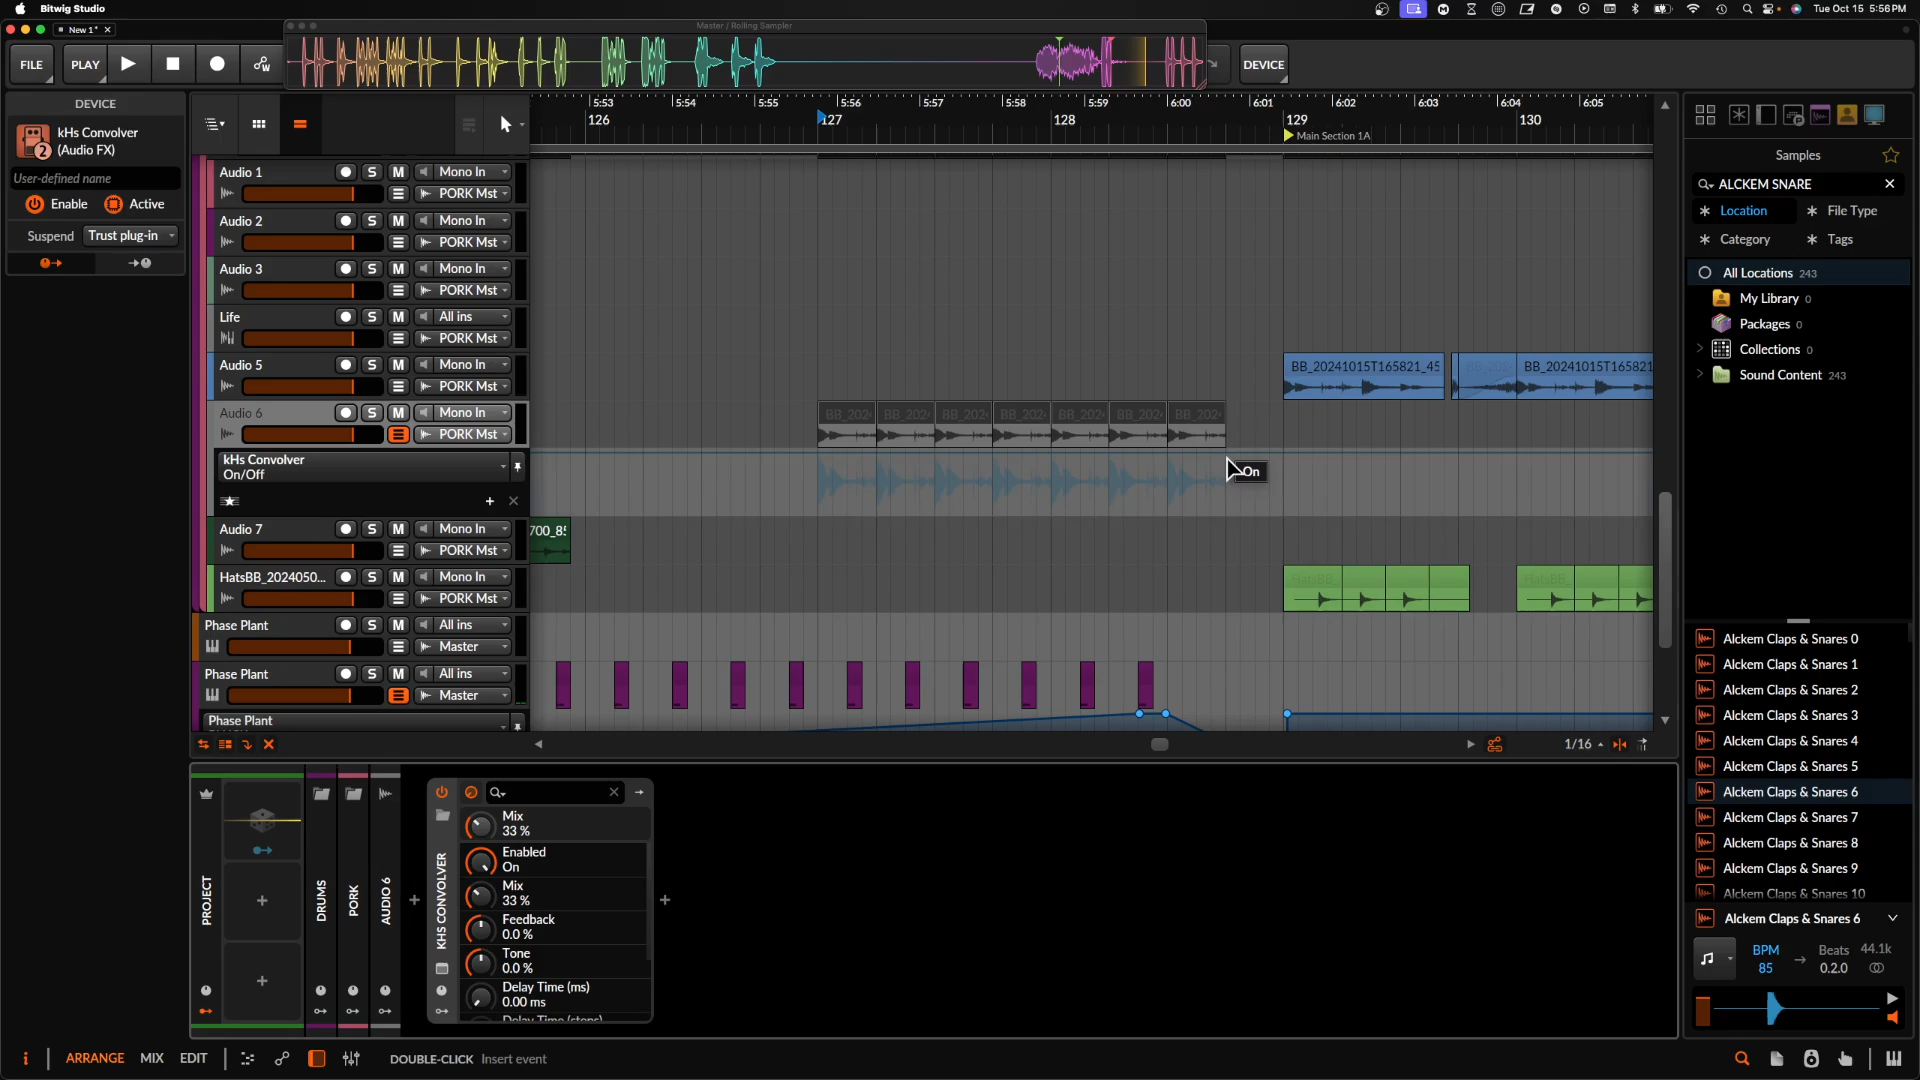 Bitwig Studio
Tue Oct 15 5:56PM
New 1*
Master / Rolling Sampler
FILE
PLAY
DEVICE
DEVICE
kHs Convolver
(Audio FX)
2
User-defined name
Enable
Active
Suspend
Trust plug-in
5:53 5:54 5:55 5:56 5:57 5:58 5:59 6:00 6:01 6:02 6:03 6:04 6:05
126 127 128 129 130
Main Section 1A
Audio 1 S M Mono In
PORK Mst
Audio 2 S M Mono In
PORK Mst
Audio 3 S M Mono In
PORK Mst
Life S M All ins
PORK Mst
Audio 5 S M Mono In
PORK Mst
BB_20241015T165821_45
BB_20241015T165821
Audio 6 S M Mono In
PORK Mst
BB_202 BB_202 BB_202 BB_202 BB_202 BB_202 BB_202
kHs Convolver
On/Off
On
Audio 7 S M Mono In
PORK Mst
700_85
HatsBB_2024050... S M Mono In
PORK Mst
HatsBB_
HatsBB_
Phase Plant S M All ins
Master
Phase Plant S M All ins
Master
Phase Plant
1/16
Samples
ALCKEM SNARE
Location
File Type
Category
Tags
All Locations 243
My Library 0
Packages 0
Collections 0
Sound Content 243
Alckem Claps & Snares 0
Alckem Claps & Snares 1
Alckem Claps & Snares 2
Alckem Claps & Snares 3
Alckem Claps & Snares 4
Alckem Claps & Snares 5
Alckem Claps & Snares 6
Alckem Claps & Snares 7
Alckem Claps & Snares 8
Alckem Claps & Snares 9
Alckem Claps & Snares 10
Alckem Claps & Snares 6
BPM
85
Beats
0.2.0
44.1k
PROJECT
DRUMS
PORK
AUDIO 6
KHS CONVOLVER
Mix
33 %
Enabled
On
Mix
33 %
Feedback
0.0 %
Tone
0.0 %
Delay Time (ms)
0.00 ms
Delay Time (steps)
ARRANGE MIX EDIT
DOUBLE-CLICK Insert event